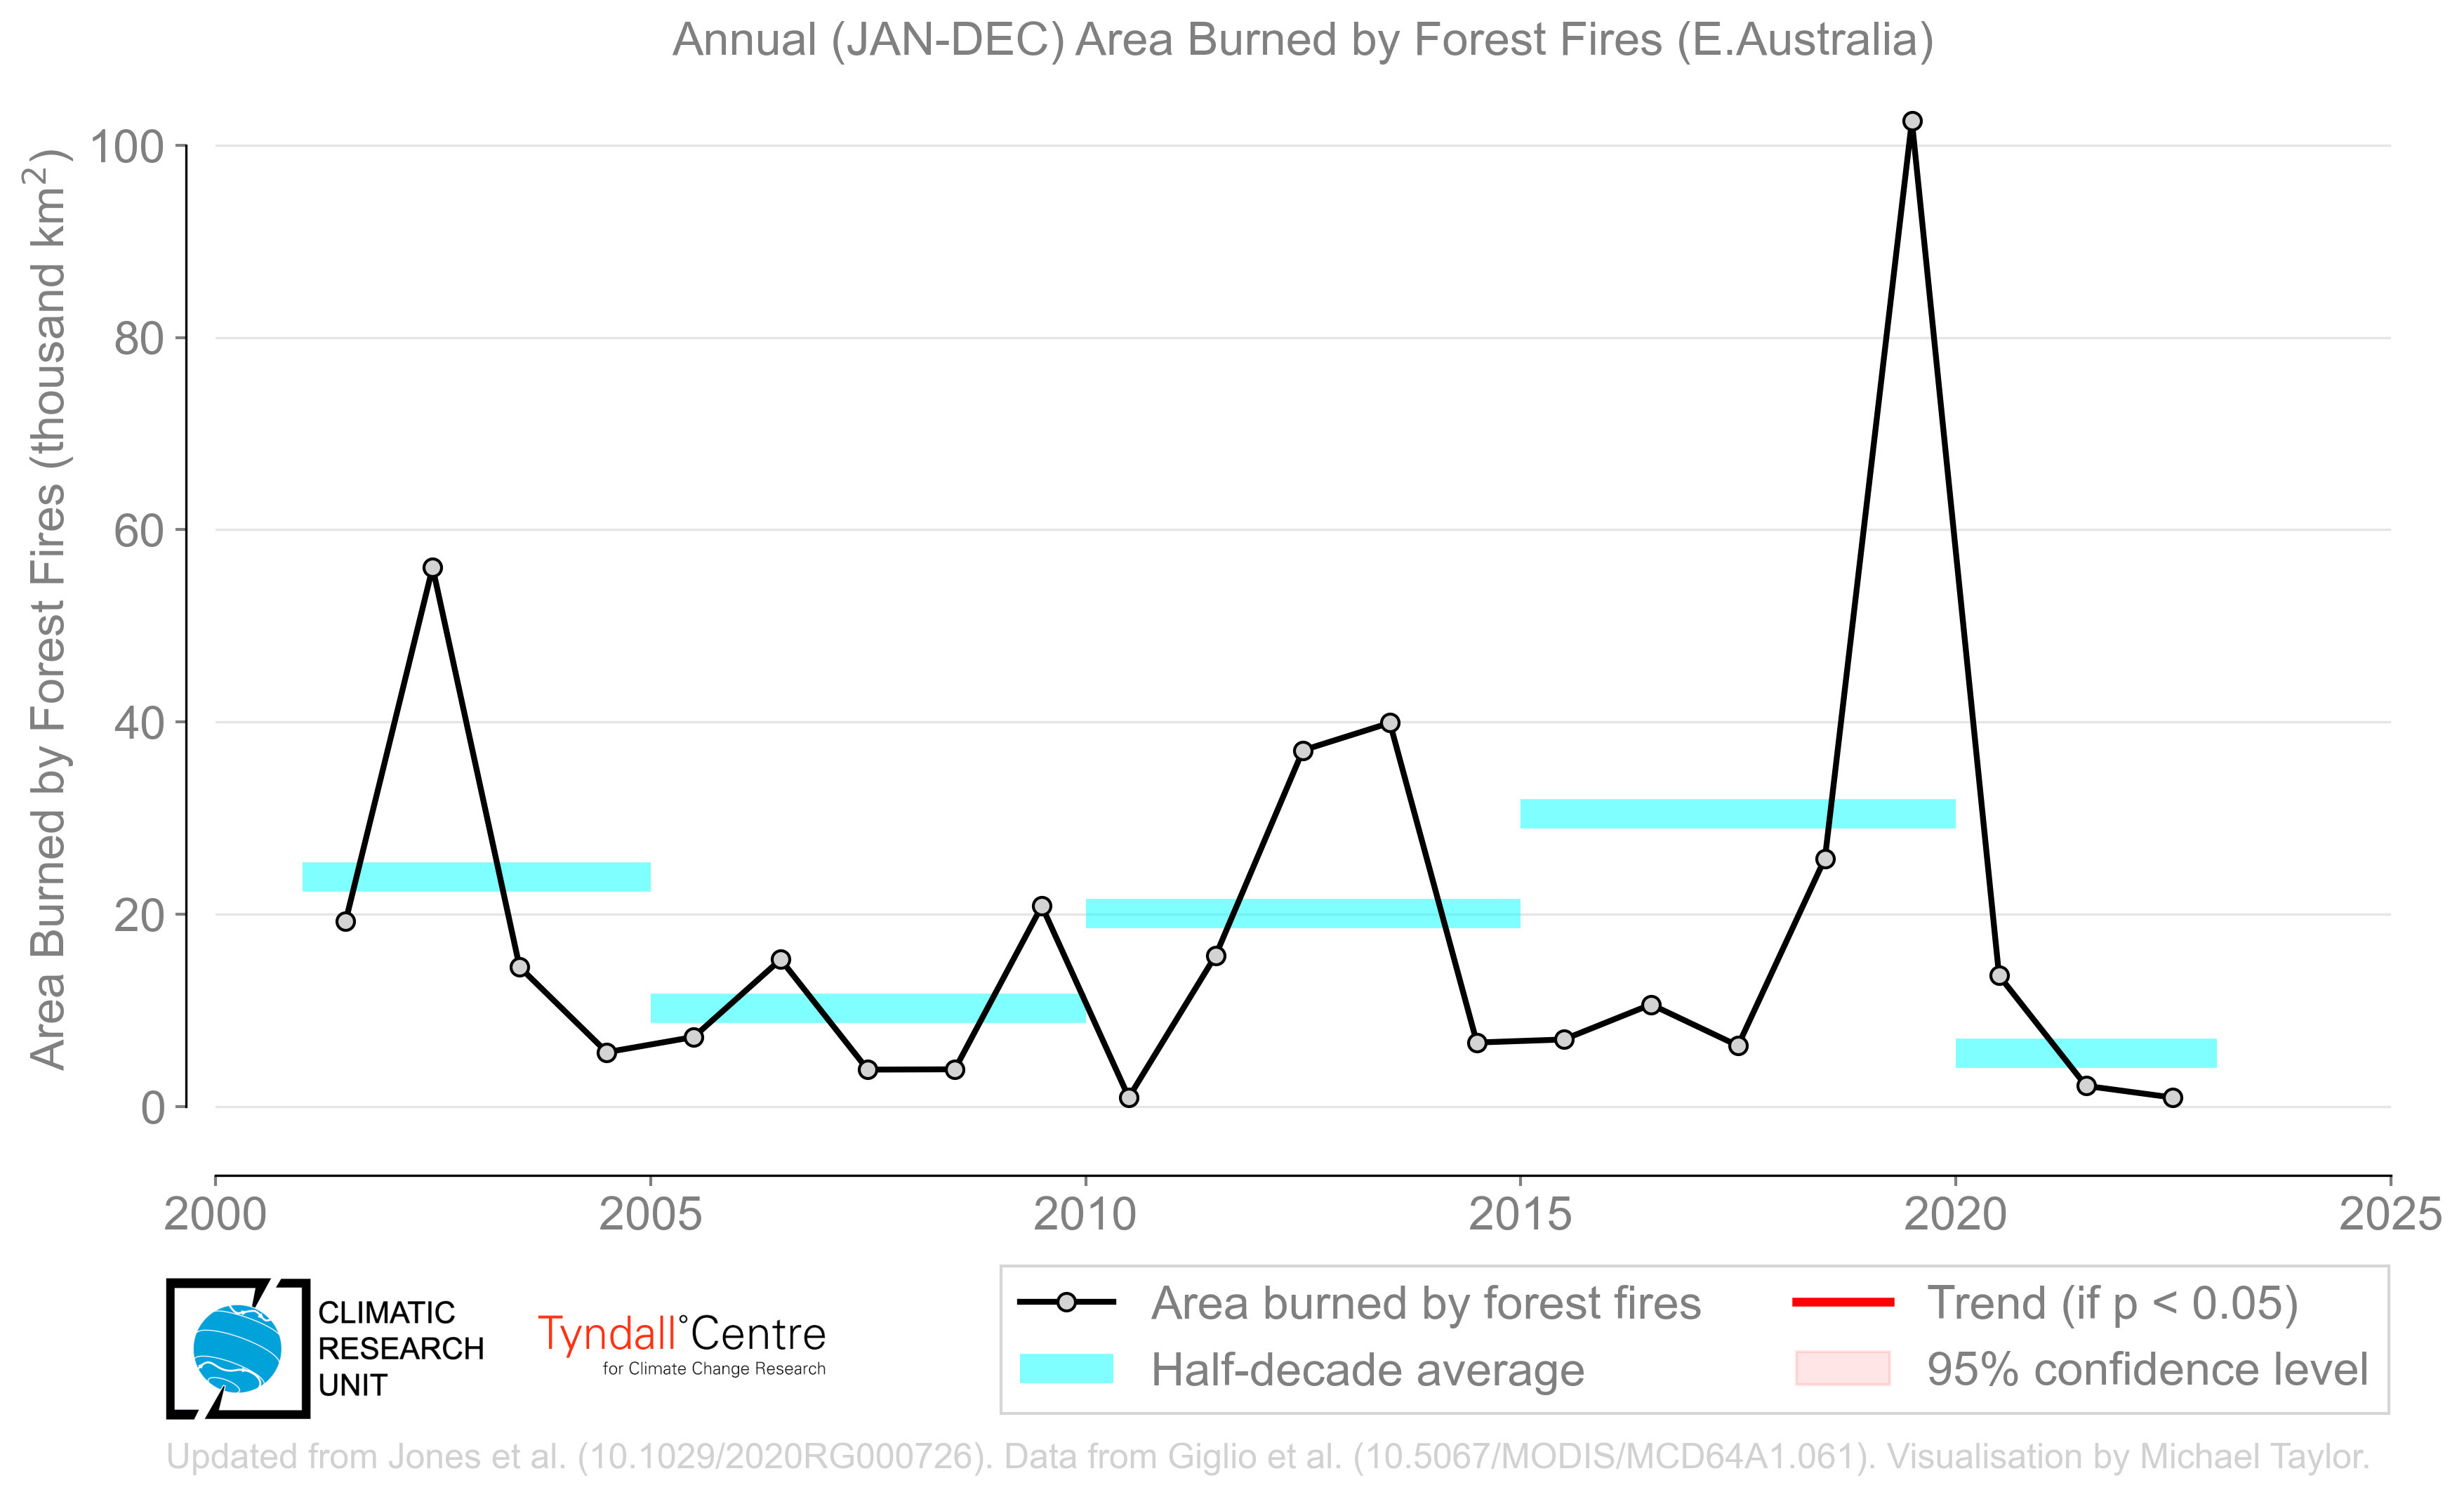 Annual (JAN-DEC) Area Burned by Forest Fires (E.Australia)
Area Burned by Forest Fires (thousand km²)
100
80
60
40
20
0
2000
2005
2010
2015
2020
2025
CLIMATIC
RESEARCH
UNIT
Tyndall°Centre
for Climate Change Research
Area burned by forest fires
Half-decade average
Trend (if p < 0.05)
95% confidence level
Updated from Jones et al. (10.1029/2020RG000726). Data from Giglio et al. (10.5067/MODIS/MCD64A1.061). Visualisation by Michael Taylor.